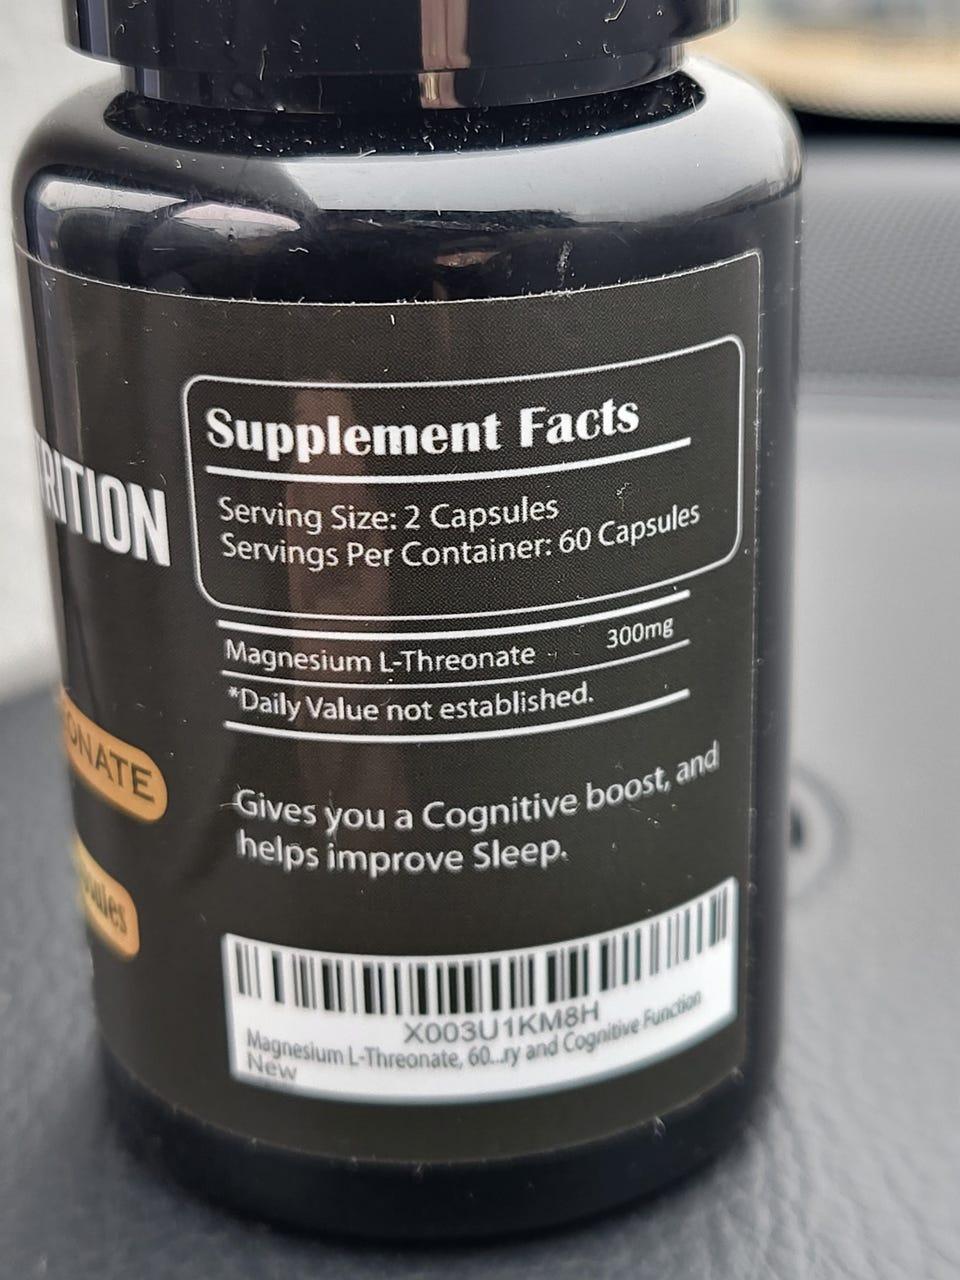 Supplement Facts
Serving Size: 2 Capsules
Servings Per Container: 60 Capsules
Magnesium L-Threonate 300mg
*Daily Value not established.
Gives you a Cognitive boost, and
helps improve Sleep.
X003U1KM8H
Magnesium L-Threonate, 60...ry and Cognitive Function
New
RITION
ONATE